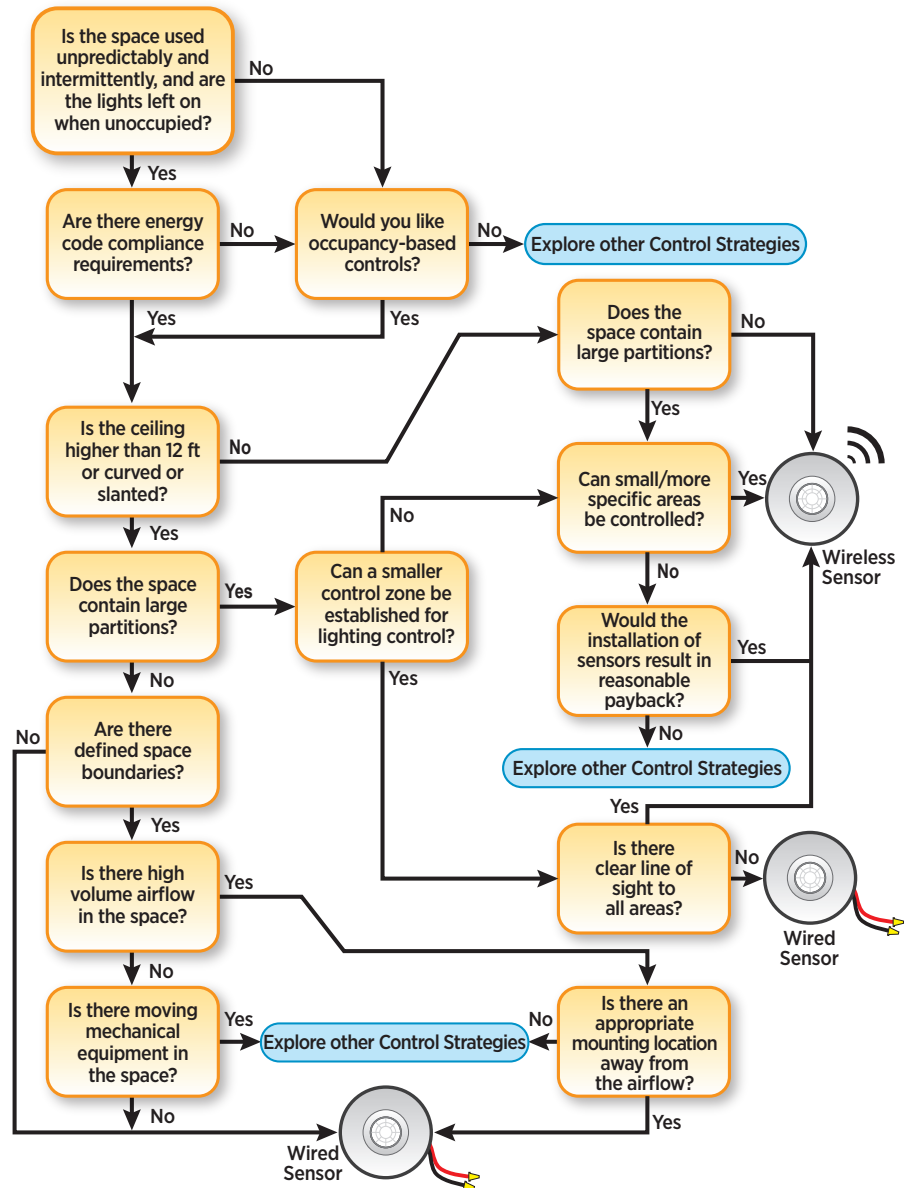 Is the space used
unpredictably and
intermittently, and are
the lights left on
when unoccupied?
No
Yes
Are there energy
code compliance
requirements?
No
Would you like
occupancy-based
controls?
No
Explore other Control Strategies
Yes
Yes
Does the
space contain
large partitions?
No
Yes
Is the ceiling
higher than 12 ft
or curved or
slanted?
No
Can small/more
specific areas
be controlled?
Yes
Wireless
Sensor
No
Yes
No
Does the space
contain large
partitions?
Yes
Can a smaller
control zone be
established for
lighting control?
Would the
installation of
sensors result in
reasonable
payback?
Yes
No
Yes
No
Explore other Control Strategies
No
Are there
defined space
boundaries?
Yes
Yes
Is there
clear line of
sight to
all areas?
No
Wired
Sensor
Is there high
volume airflow
in the space?
Yes
No
Is there moving
mechanical
equipment in
the space?
Yes
Explore other Control Strategies
No
Is there an
appropriate
mounting location
away from
the airflow?
No
Yes
Wired
Sensor